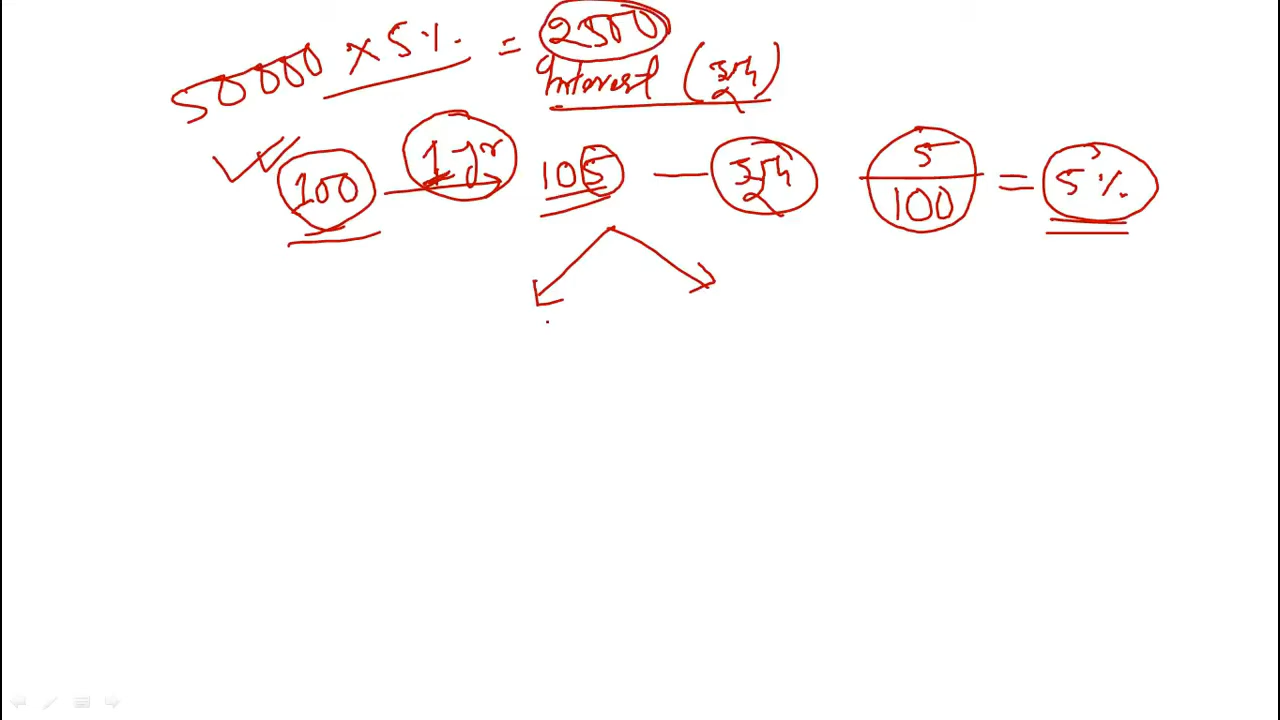 50000 × 5% = 2500
Interest (সুদ)
100 1 yr 105 — সুদ 5/100 = 5%